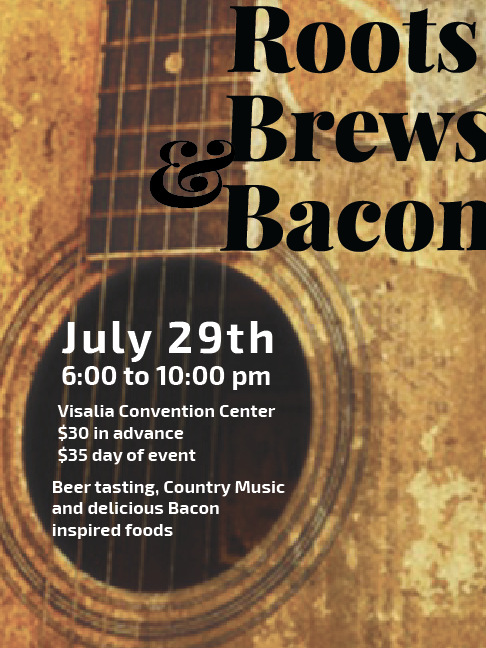 Roots
Brews
&
Bacon
July 29th
6:00 to 10:00 pm
Visalia Convention Center
$30 in advance
$35 day of event
Beer tasting, Country Music
and delicious Bacon
inspired foods